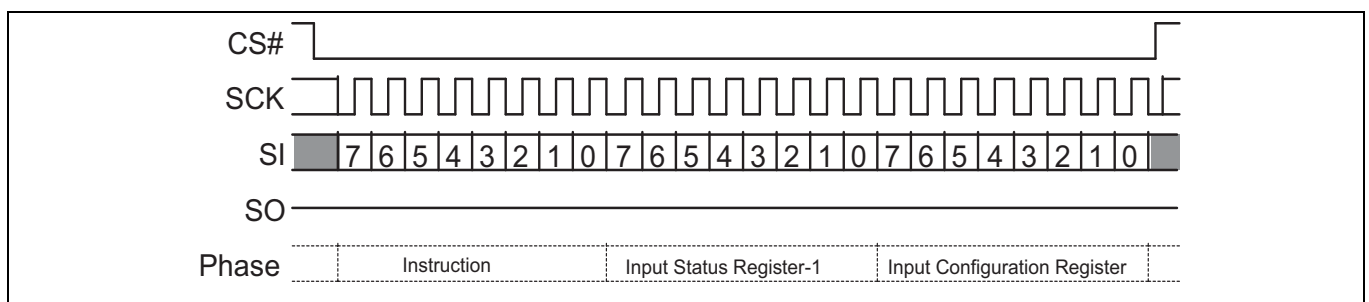 CS#
SCK
SI 7 6 5 4 3 2 1 0 7 6 5 4 3 2 1 0 7 6 5 4 3 2 1 0
SO
Phase Instruction Input Status Register-1 Input Configuration Register